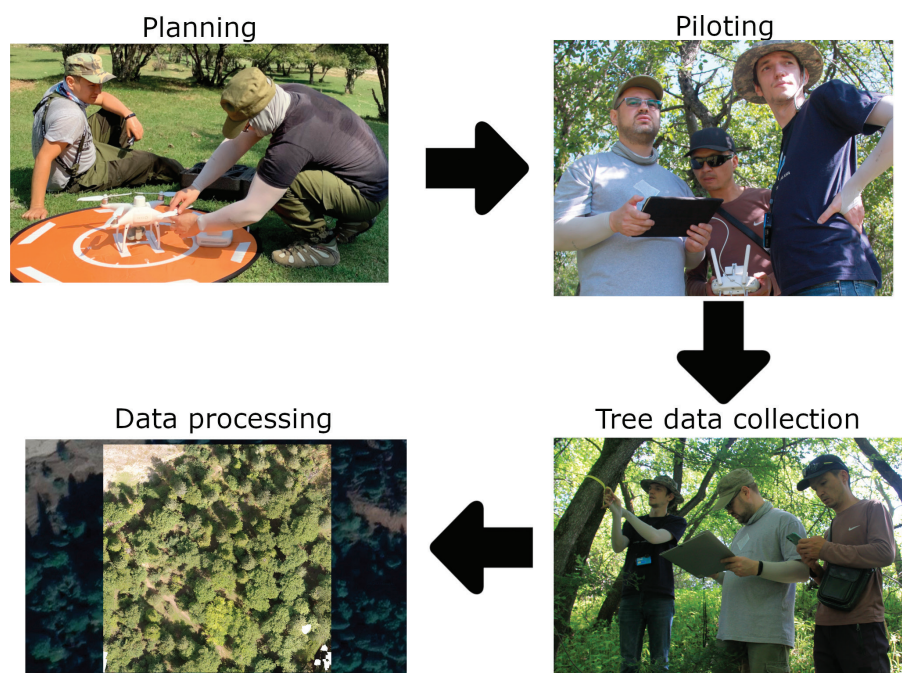 Planning
Piloting
Tree data collection
Data processing